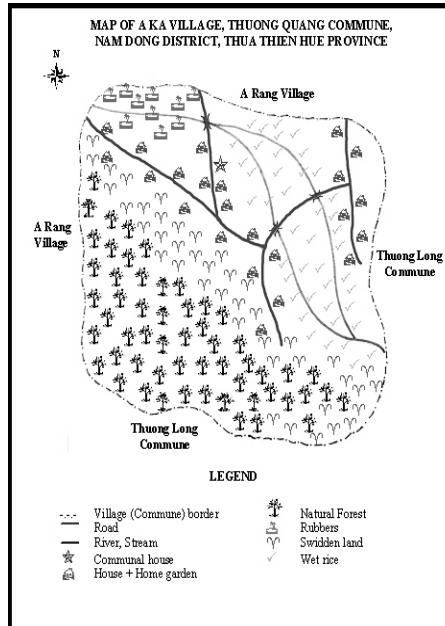 MAP OF A KA VILLAGE, THUONG QUANG COMMUNE,
NAM DONG DISTRICT, THUA THIEN HUE PROVINCE
N
A Rang Village
A Rang
Village
Thuong Long
Commune
Thuong Long
Commune
LEGEND
Village (Commune) border
Road
River, Stream
Communal house
House + Home garden
Natural Forest
Rubbers
Swidden land
Wet rice